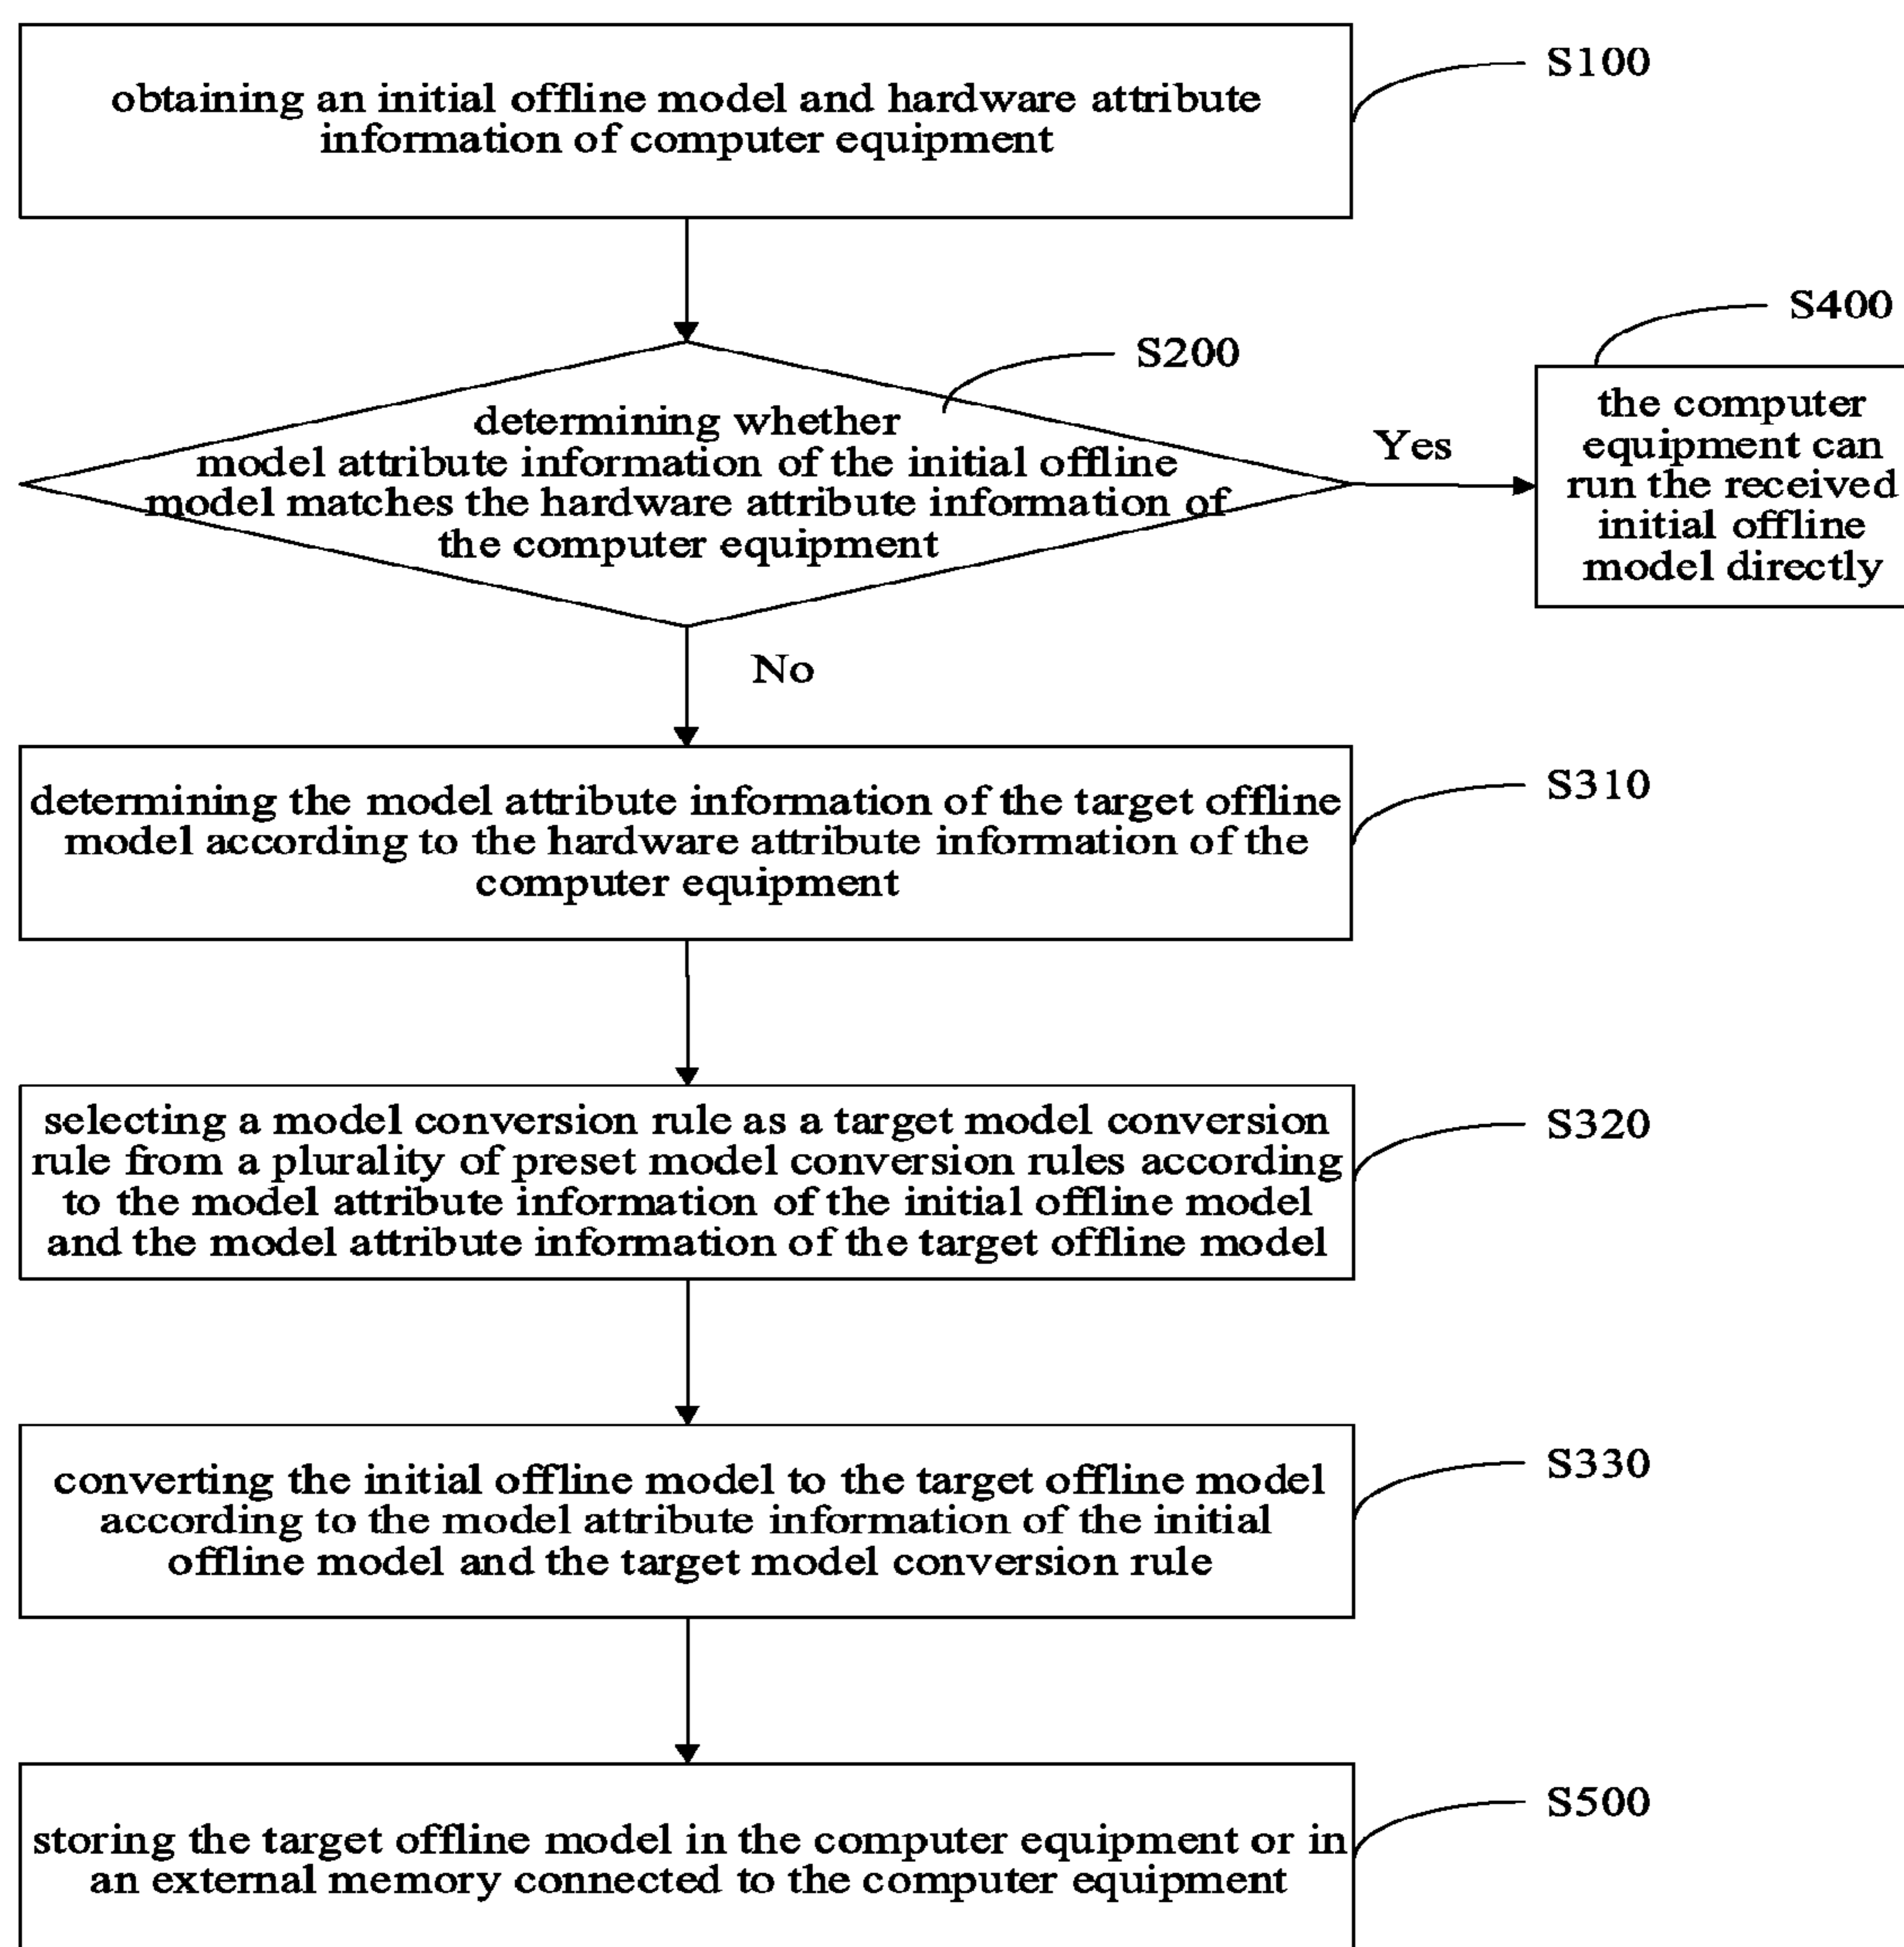 obtaining an initial offline model and hardware attribute
information of computer equipment
S100
determining whether
model attribute information of the initial offline
model matches the hardware attribute information of
the computer equipment
S200
Yes
the computer
equipment can
run the received
initial offline
model directly
S400
No
determining the model attribute information of the target offline
model according to the hardware attribute information of the
computer equipment
S310
selecting a model conversion rule as a target model conversion
rule from a plurality of preset model conversion rules according
to the model attribute information of the initial offline model
and the model attribute information of the target offline model
S320
converting the initial offline model to the target offline model
according to the model attribute information of the initial
offline model and the target model conversion rule
S330
storing the target offline model in the computer equipment or in
an external memory connected to the computer equipment
S500